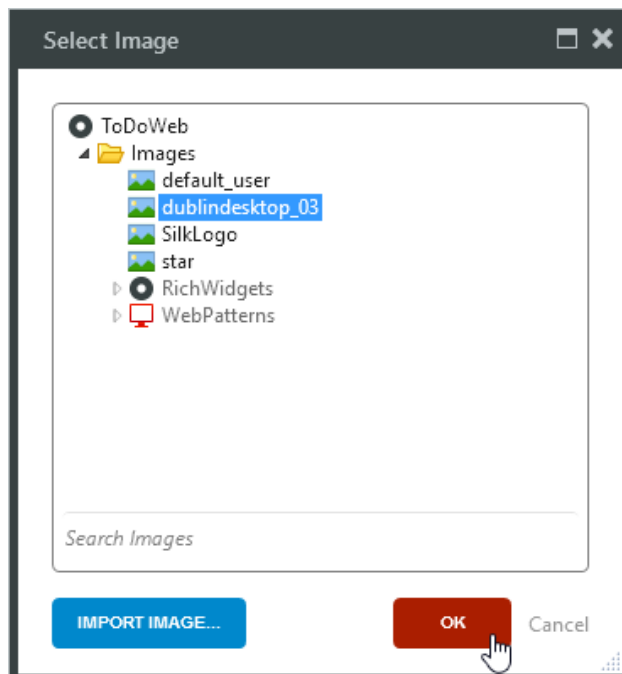 Select Image
ToDoWeb
Images
default_user
dublindesktop_03
SilkLogo
star
RichWidgets
WebPatterns
Search Images
IMPORT IMAGE...
OK
Cancel